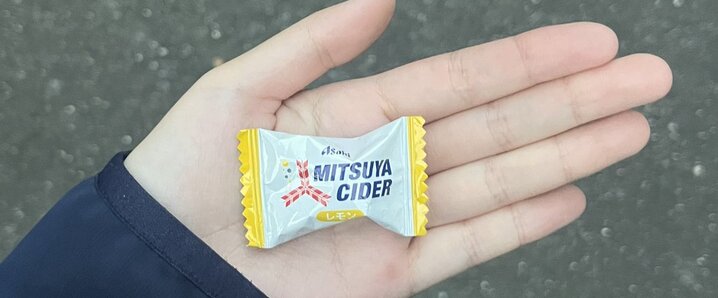 Asahi
MITSUYA
CIDER
レモン